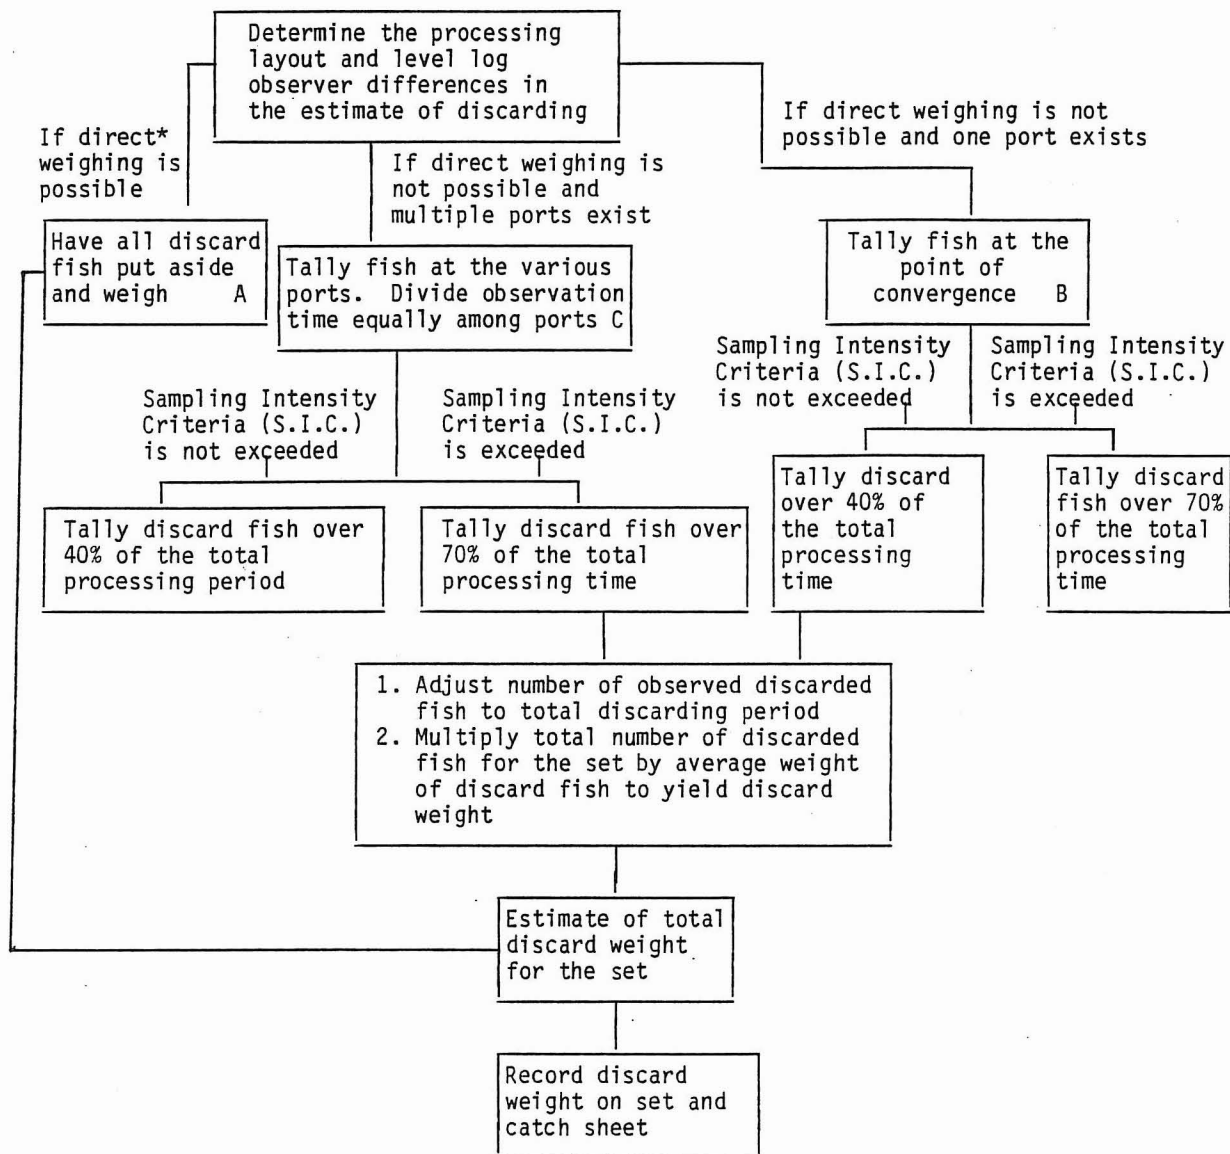 Determine the processing
layout and level log
observer differences in
the estimate of discarding
If direct*
weighing is
possible
If direct weighing is
not possible and
multiple ports exist
If direct weighing is not
possible and one port exists
Have all discard
fish put aside
and weigh A
Tally fish at the various
ports. Divide observation
time equally among ports C
Tally fish at the
point of
convergence B
Sampling Intensity
Criteria (S.I.C.)
is not exceeded
Sampling Intensity
Criteria (S.I.C.)
is exceeded
Sampling Intensity
Criteria (S.I.C.)
is not exceeded
Sampling Intensity
Criteria (S.I.C.)
is exceeded
Tally discard fish over
40% of the total
processing period
Tally discard fish over
70% of the total
processing time
Tally discard
over 40% of
the total
processing
time
Tally discard
fish over 70%
of the total
processing
time
1. Adjust number of observed discarded
fish to total discarding period
2. Multiply total number of discarded
fish for the set by average weight
of discard fish to yield discard
weight
Estimate of total
discard weight
for the set
Record discard
weight on set and
catch sheet